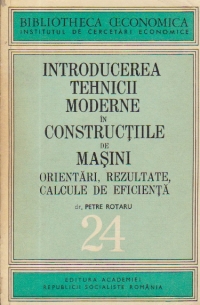 BIBLIOTHECA ŒCONOMICA
INSTITUTUL DE CERCETĂRI ECONOMICE
INTRODUCEREA
TEHNICII
MODERNE
ÎN
CONSTRUCȚIILE
DE
MAȘINI
ORIENTĂRI, REZULTATE,
CALCULE DE EFICIENȚĂ
dr. PETRE ROTARU
24
EDITURA ACADEMIEI
REPUBLICII SOCIALISTE ROMÂNIA